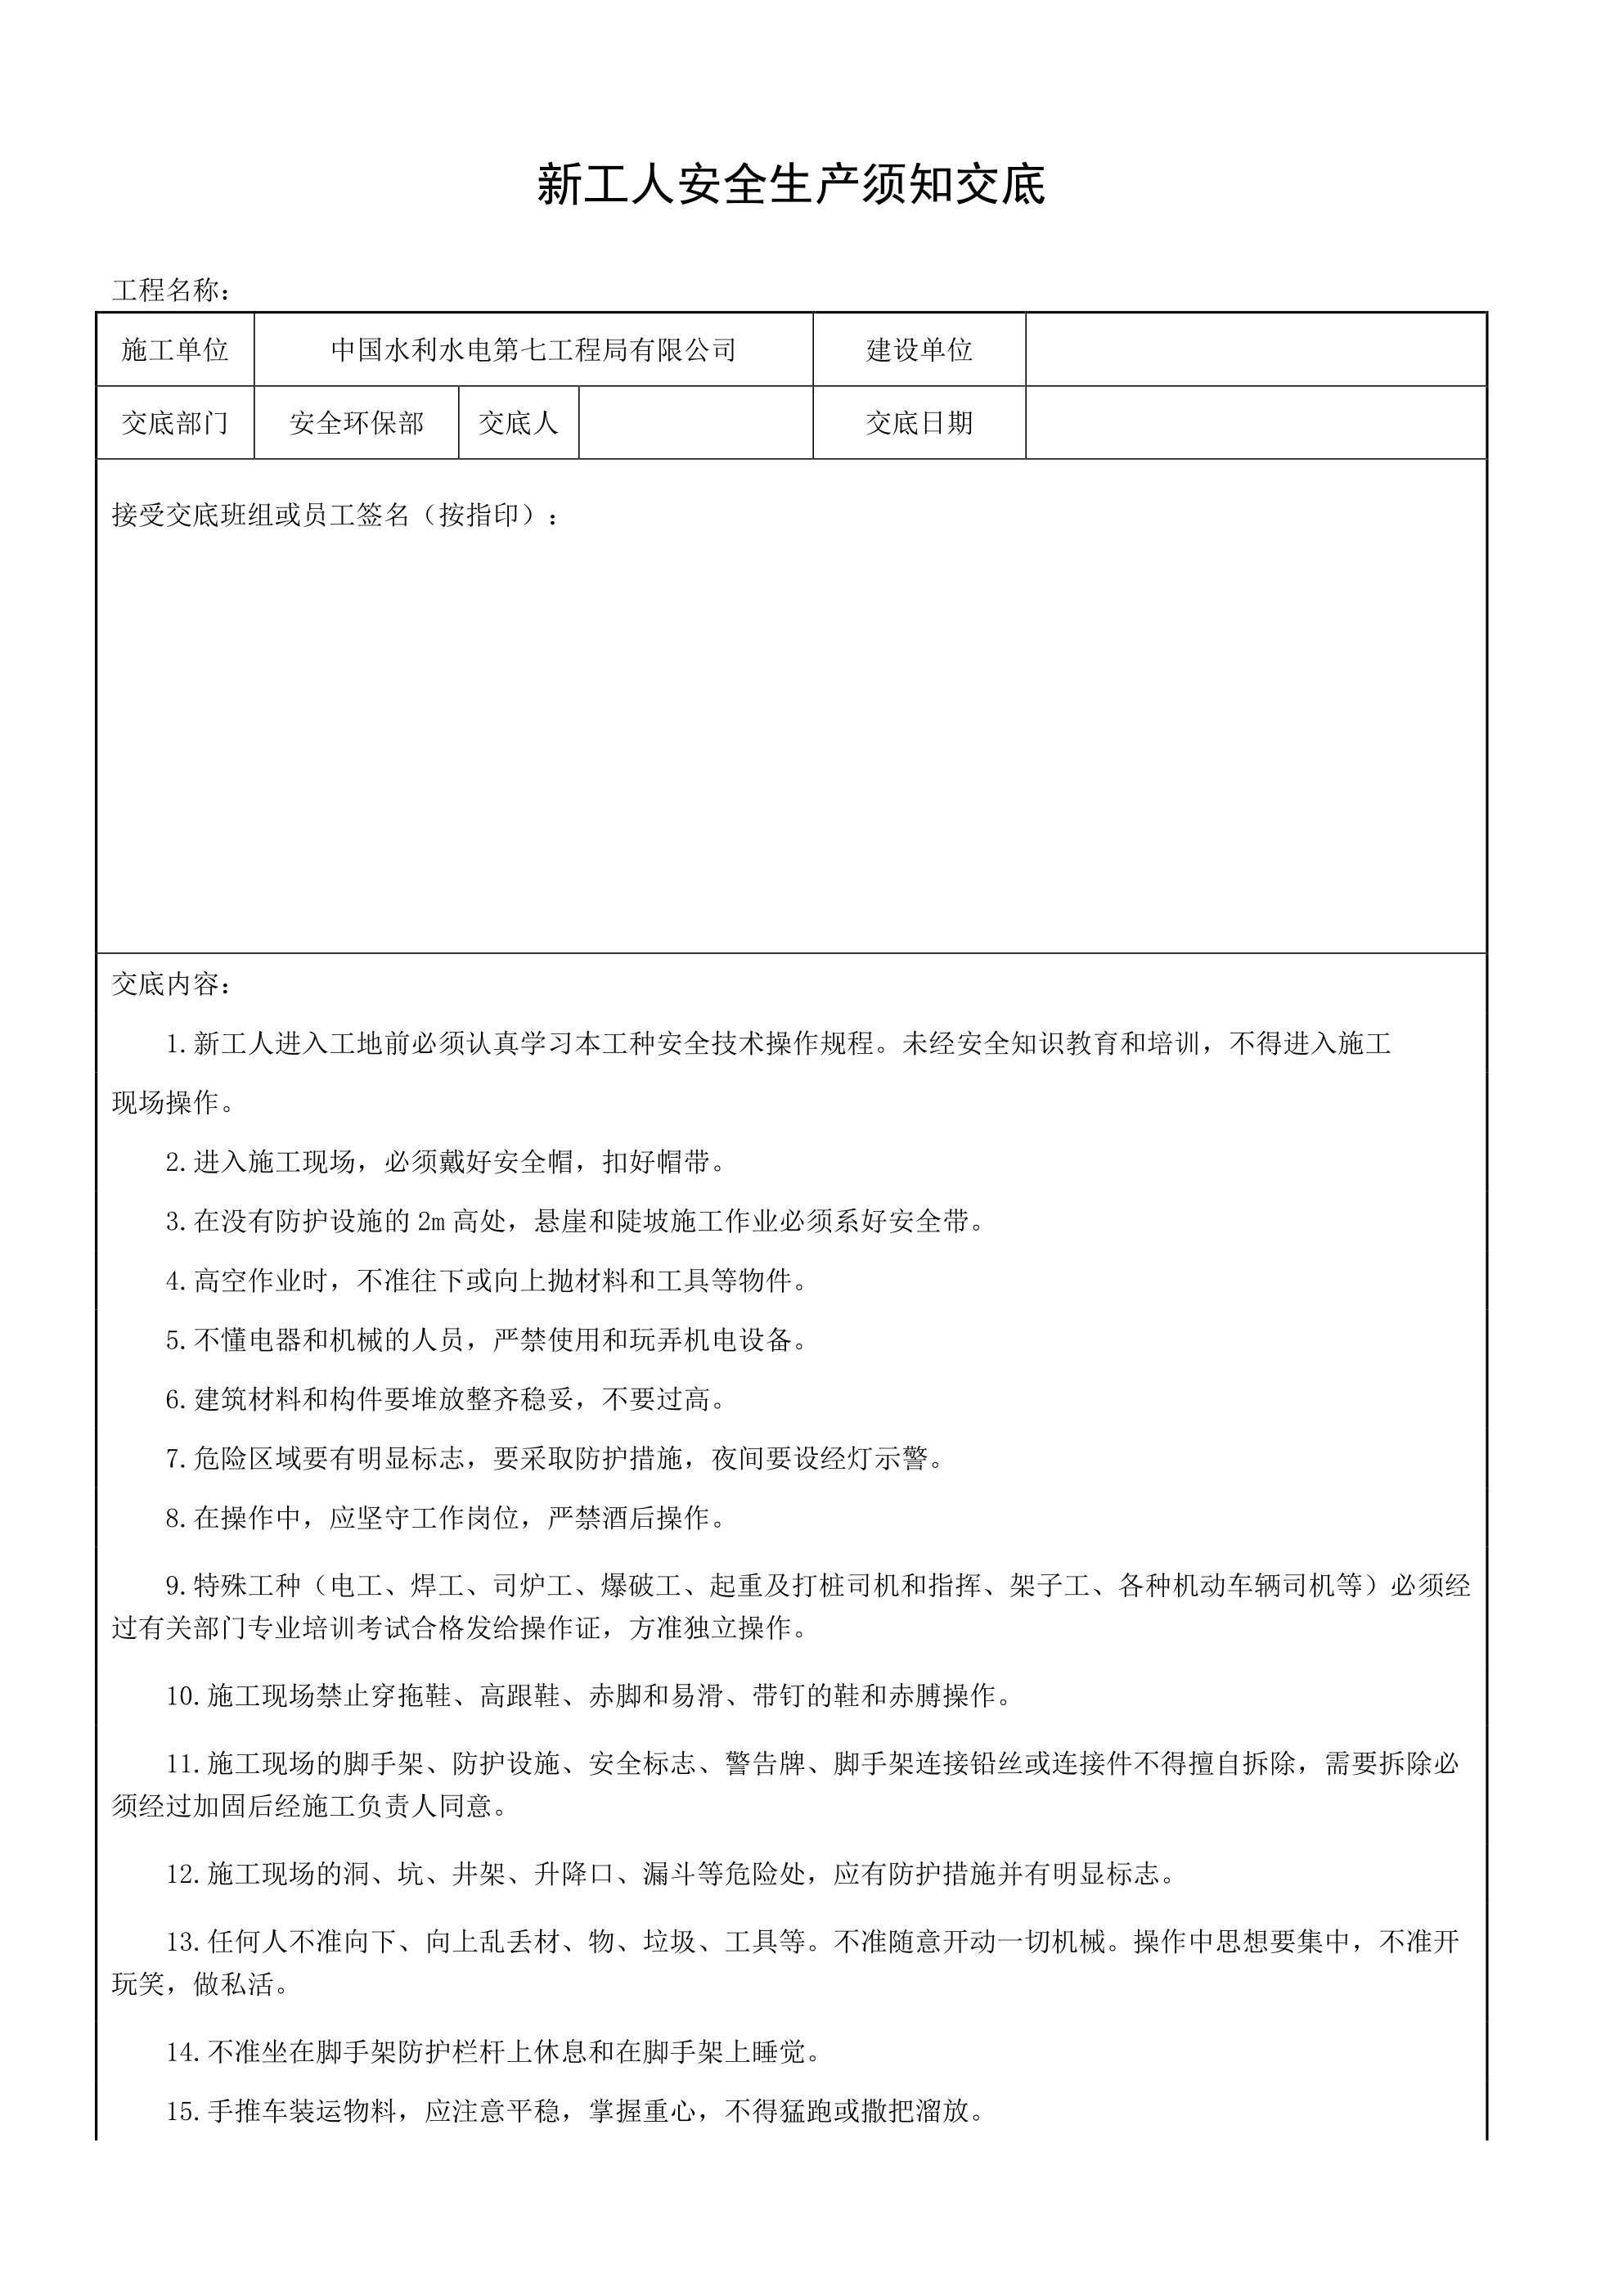 新工人安全生产须知交底
工程名称：
施工单位 中国水利水电第七工程局有限公司 建设单位
交底部门 安全环保部 交底人 交底日期
接受交底班组或员工签名（按指印）：
交底内容：
1.新工人进入工地前必须认真学习本工种安全技术操作规程。未经安全知识教育和培训，不得进入施工
现场操作。
2.进入施工现场，必须戴好安全帽，扣好帽带。
3.在没有防护设施的 2m 高处，悬崖和陡坡施工作业必须系好安全带。
4.高空作业时，不准往下或向上抛材料和工具等物件。
5.不懂电器和机械的人员，严禁使用和玩弄机电设备。
6.建筑材料和构件要堆放整齐稳妥，不要过高。
7.危险区域要有明显标志，要采取防护措施，夜间要设经灯示警。
8.在操作中，应坚守工作岗位，严禁酒后操作。
9.特殊工种（电工、焊工、司炉工、爆破工、起重及打桩司机和指挥、架子工、各种机动车辆司机等）必须经
过有关部门专业培训考试合格发给操作证，方准独立操作。
10.施工现场禁止穿拖鞋、高跟鞋、赤脚和易滑、带钉的鞋和赤膊操作。
11.施工现场的脚手架、防护设施、安全标志、警告牌、脚手架连接铅丝或连接件不得擅自拆除，需要拆除必
须经过加固后经施工负责人同意。
12.施工现场的洞、坑、井架、升降口、漏斗等危险处，应有防护措施并有明显标志。
13.任何人不准向下、向上乱丢材、物、垃圾、工具等。不准随意开动一切机械。操作中思想要集中，不准开
玩笑，做私活。
14.不准坐在脚手架防护栏杆上休息和在脚手架上睡觉。
15.手推车装运物料，应注意平稳，掌握重心，不得猛跑或撒把溜放。